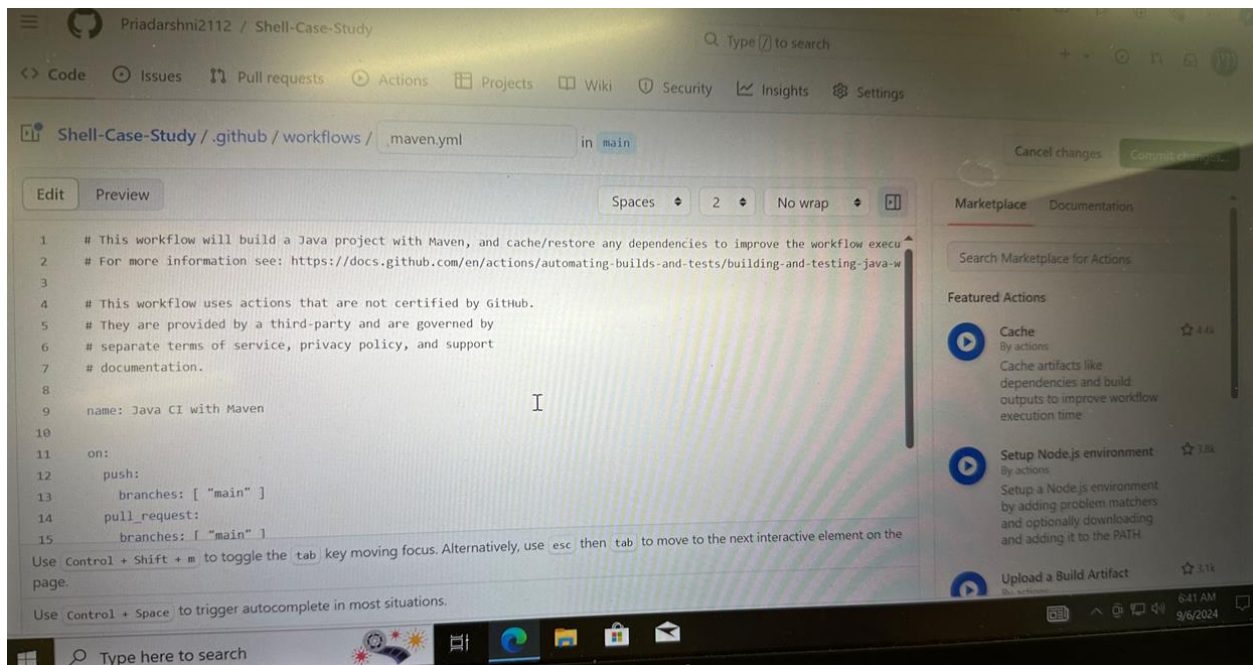 Priadarshni2112 / Shell-Case-Study
Type / to search
<> Code Issues Pull requests Actions Projects Wiki Security Insights Settings
Shell-Case-Study / .github / workflows / maven.yml in main
Cancel changes Commit changes...
Edit Preview Spaces 2 No wrap
1 # This workflow will build a Java project with Maven, and cache/restore any dependencies to improve the workflow execu
2 # For more information see: https://docs.github.com/en/actions/automating-builds-and-tests/building-and-testing-java-w
3
4 # This workflow uses actions that are not certified by GitHub.
5 # They are provided by a third-party and are governed by
6 # separate terms of service, privacy policy, and support
7 # documentation.
8
9 name: Java CI with Maven
10
11 on:
12 push:
13 branches: [ "main" ]
14 pull_request:
15 branches: [ "main" ]
Use Control + Shift + m to toggle the tab key moving focus. Alternatively, use esc then tab to move to the next interactive element on the
page.
Use Control + Space to trigger autocomplete in most situations.
Marketplace Documentation
Search Marketplace for Actions
Featured Actions
Cache
By actions
Cache artifacts like
dependencies and build
outputs to improve workflow
execution time
Setup Node.js environment 3.8k
By actions
Setup a Node.js environment
by adding problem matchers
and optionally downloading
and adding it to the PATH
Upload a Build Artifact 3.1k
Type here to search
6:41 AM
9/6/2024